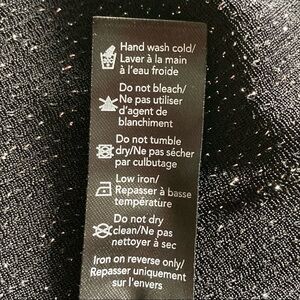 Hand wash cold/
Laver à la main
à l'eau froide
Do not bleach/
Ne pas utiliser
d'agent de
blanchiment
Do not tumble
dry/Ne pas sécher
par culbutage
Low iron/
Repasser à basse
température
Do not dry
clean/Ne pas
nettoyer à sec
Iron on reverse only/
Repasser uniquement
sur l'envers